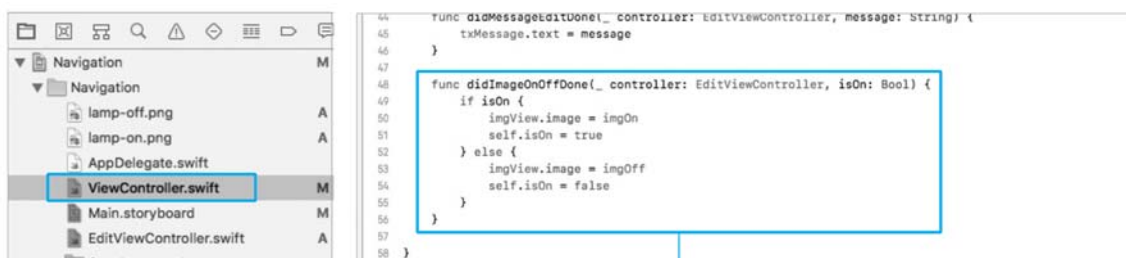 Navigation M
Navigation
lamp-off.png A
lamp-on.png A
AppDelegate.swift
ViewController.swift M
Main.storyboard M
EditViewController.swift A
44 func didMessageEditDone(_ controller: EditViewController, message: String) {
45 txMessage.text = message
46 }
47
48 func didImageOnOffDone(_ controller: EditViewController, isOn: Bool) {
49 if isOn {
50 imgView.image = imgOn
51 self.isOn = true
52 } else {
53 imgView.image = imgOff
54 self.isOn = false
55 }
56 }
57
58 }